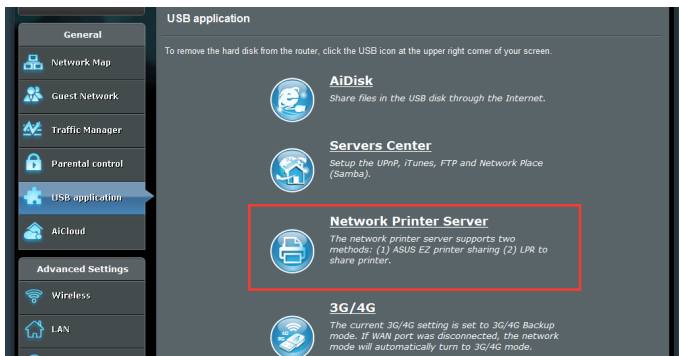 General
Network Map
Guest Network
Traffic Manager
Parental control
USB application
AiCloud
Advanced Settings
Wireless
LAN
USB application
To remove the hard disk from the router, click the USB icon at the upper right corner of your screen.
AiDisk
Share files in the USB disk through the Internet.
Servers Center
Setup the UPnP, iTunes, FTP and Network Place
(Samba).
Network Printer Server
The network printer server supports two
methods: (1) ASUS EZ printer sharing (2) LPR to
share printer.
3G/4G
The current 3G/4G setting is set to 3G/4G Backup
mode. If WAN port was disconnected, the network
mode will automatically turn to 3G/4G mode.